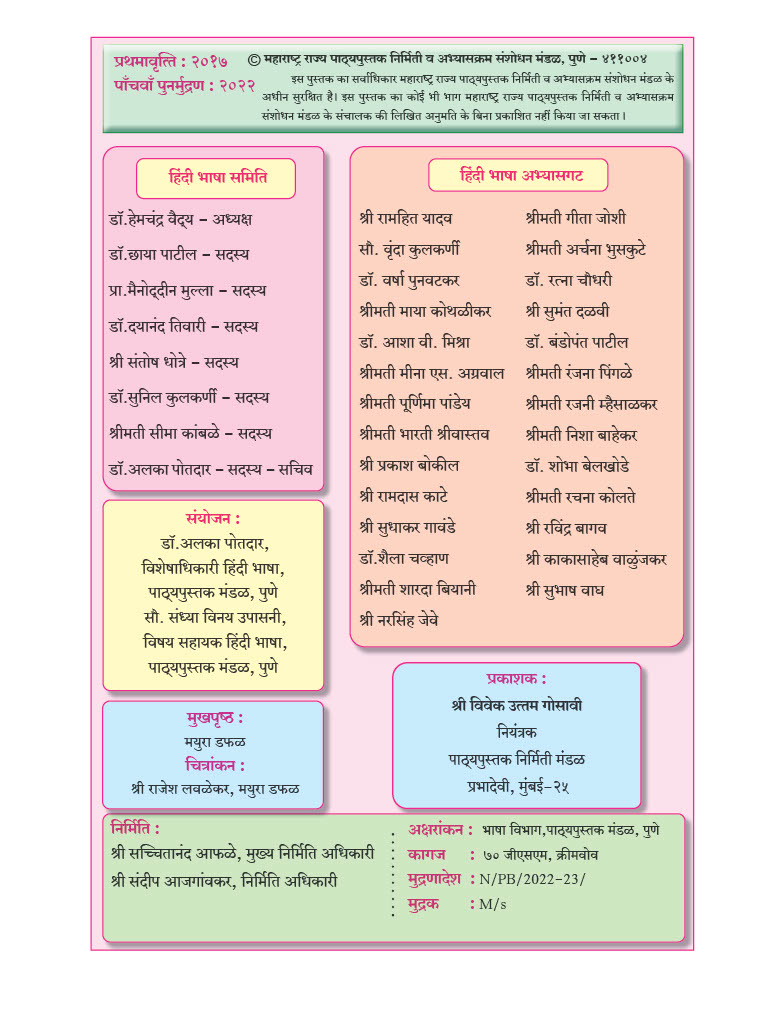 प्रथमावृत्ति : २०१७
पाँचवाँ पुनर्मुद्रण : २०२२
© महाराष्ट्र राज्य पाठ्यपुस्तक निर्मिती व अभ्यासक्रम संशोधन मंडळ, पुणे – ४११००४
इस पुस्तक का सर्वाधिकार महाराष्ट्र राज्य पाठ्यपुस्तक निर्मिती व अभ्यासक्रम संशोधन मंडळ के
अधीन सुरक्षित है। इस पुस्तक का कोई भी भाग महाराष्ट्र राज्य पाठ्यपुस्तक निर्मिती व अभ्यासक्रम
संशोधन मंडळ के संचालक की लिखित अनुमति के बिना प्रकाशित नहीं किया जा सकता ।
हिंदी भाषा समिति
डॉ.हेमचंद्र वैद्य – अध्यक्ष
डॉ.छाया पाटील – सदस्य
प्रा.मैनोद्दीन मुल्ला – सदस्य
डॉ.दयानंद तिवारी – सदस्य
श्री संतोष धोत्रे – सदस्य
डॉ.सुनिल कुलकर्णी – सदस्य
श्रीमती सीमा कांबळे – सदस्य
डॉ.अलका पोतदार – सदस्य – सचिव
संयोजन :
डॉ.अलका पोतदार,
विशेषाधिकारी हिंदी भाषा,
पाठ्यपुस्तक मंडळ, पुणे
सौ. संध्या विनय उपासनी,
विषय सहायक हिंदी भाषा,
पाठ्यपुस्तक मंडळ, पुणे
मुखपृष्ठ :
मयुरा डफळ
चित्रांकन :
श्री राजेश लवळेकर, मयुरा डफळ
हिंदी भाषा अभ्यासगट
श्री रामहित यादव
सौ. वृंदा कुलकर्णी
डॉ. वर्षा पुनवटकर
श्रीमती माया कोथळीकर
डॉ. आशा वी. मिश्रा
श्रीमती मीना एस. अग्रवाल
श्रीमती पूर्णिमा पांडेय
श्रीमती भारती श्रीवास्तव
श्री प्रकाश बोकील
श्री रामदास काटे
श्री सुधाकर गावंडे
डॉ.शैला चव्हाण
श्रीमती शारदा बियानी
श्री नरसिंह जेवे
श्रीमती गीता जोशी
श्रीमती अर्चना भुसकुटे
डॉ. रत्ना चौधरी
श्री सुमंत दळवी
डॉ. बंडोपंत पाटील
श्रीमती रंजना पिंगळे
श्रीमती रजनी म्हैसाळकर
श्रीमती निशा बाहेकर
डॉ. शोभा बेलखोडे
श्रीमती रचना कोलते
श्री रविंद्र बागव
श्री काकासाहेब वाळुंजकर
श्री सुभाष वाघ
प्रकाशक :
श्री विवेक उत्तम गोसावी
नियंत्रक
पाठ्यपुस्तक निर्मिती मंडळ
प्रभादेवी, मुंबई-२५
निर्मिति :
श्री सच्चितानंद आफळे, मुख्य निर्मिति अधिकारी
श्री संदीप आजगांवकर, निर्मिति अधिकारी
अक्षरांकन : भाषा विभाग,पाठ्यपुस्तक मंडळ, पुणे
कागज : ७० जीएसएम, क्रीमवोव
मुद्रणादेश : N/PB/2022-23/
मुद्रक : M/s